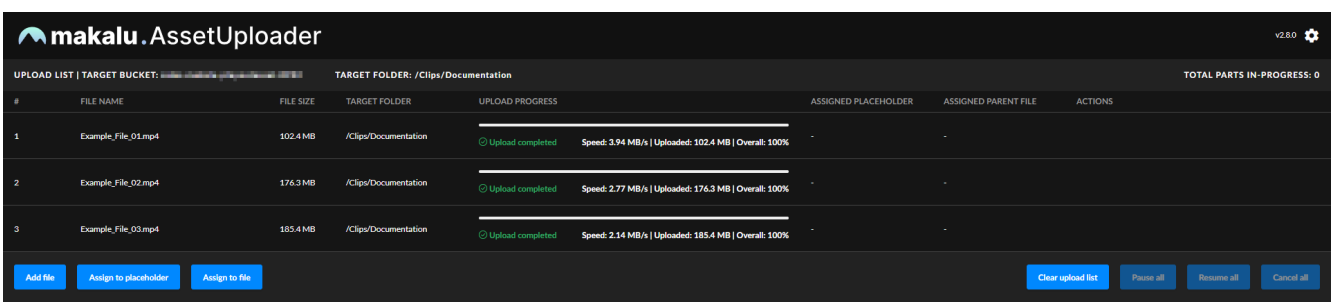 makalu.AssetUploader
v2.8.0
UPLOAD LIST | TARGET BUCKET: TARGET FOLDER: /Clips/Documentation TOTAL PARTS IN-PROGRESS: 0
# FILE NAME FILE SIZE TARGET FOLDER UPLOAD PROGRESS ASSIGNED PLACEHOLDER ASSIGNED PARENT FILE ACTIONS
1 Example_File_01.mp4 102.4 MB /Clips/Documentation Upload completed Speed: 3.94 MB/s | Uploaded: 102.4 MB | Overall: 100% - -
2 Example_File_02.mp4 176.3 MB /Clips/Documentation Upload completed Speed: 2.77 MB/s | Uploaded: 176.3 MB | Overall: 100% - -
3 Example_File_03.mp4 185.4 MB /Clips/Documentation Upload completed Speed: 2.14 MB/s | Uploaded: 185.4 MB | Overall: 100% - -
Add file Assign to placeholder Assign to file Clear upload list Pause all Resume all Cancel all